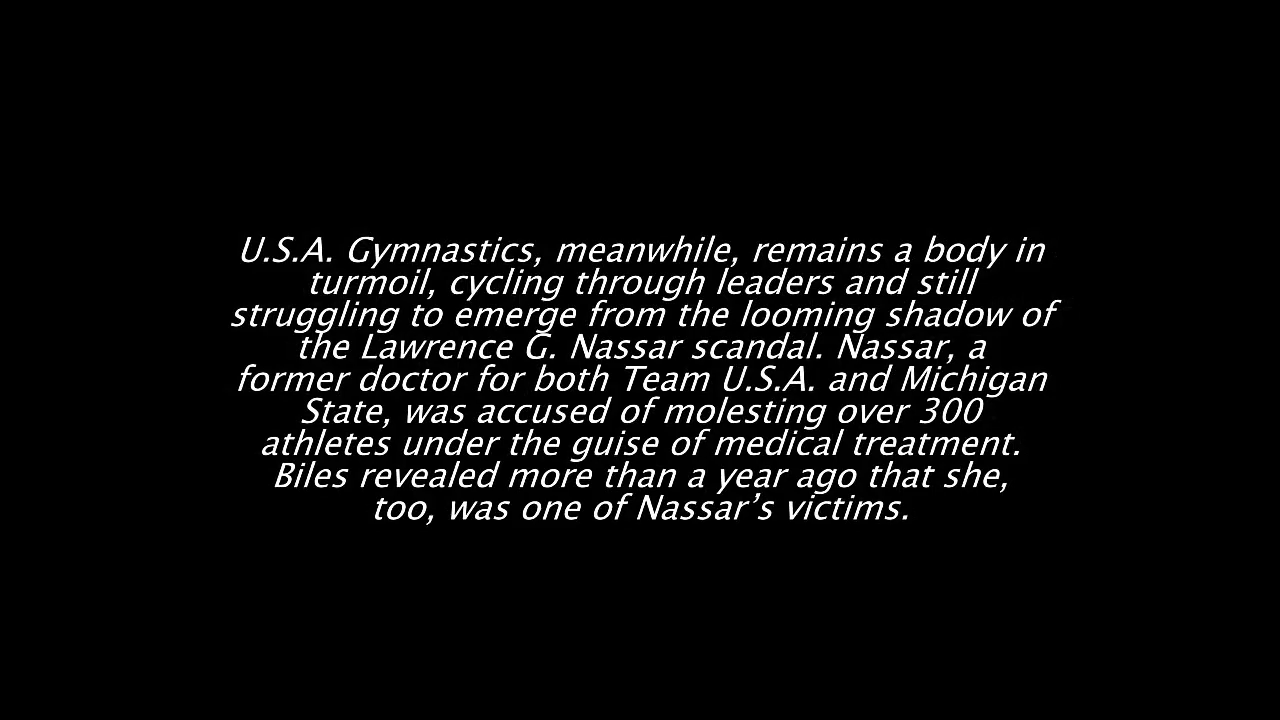 U.S.A. Gymnastics, meanwhile, remains a body in
turmoil, cycling through leaders and still
struggling to emerge from the looming shadow of
the Lawrence G. Nassar scandal. Nassar, a
former doctor for both Team U.S.A. and Michigan
State, was accused of molesting over 300
athletes under the guise of medical treatment.
Biles revealed more than a year ago that she,
too, was one of Nassar’s victims.